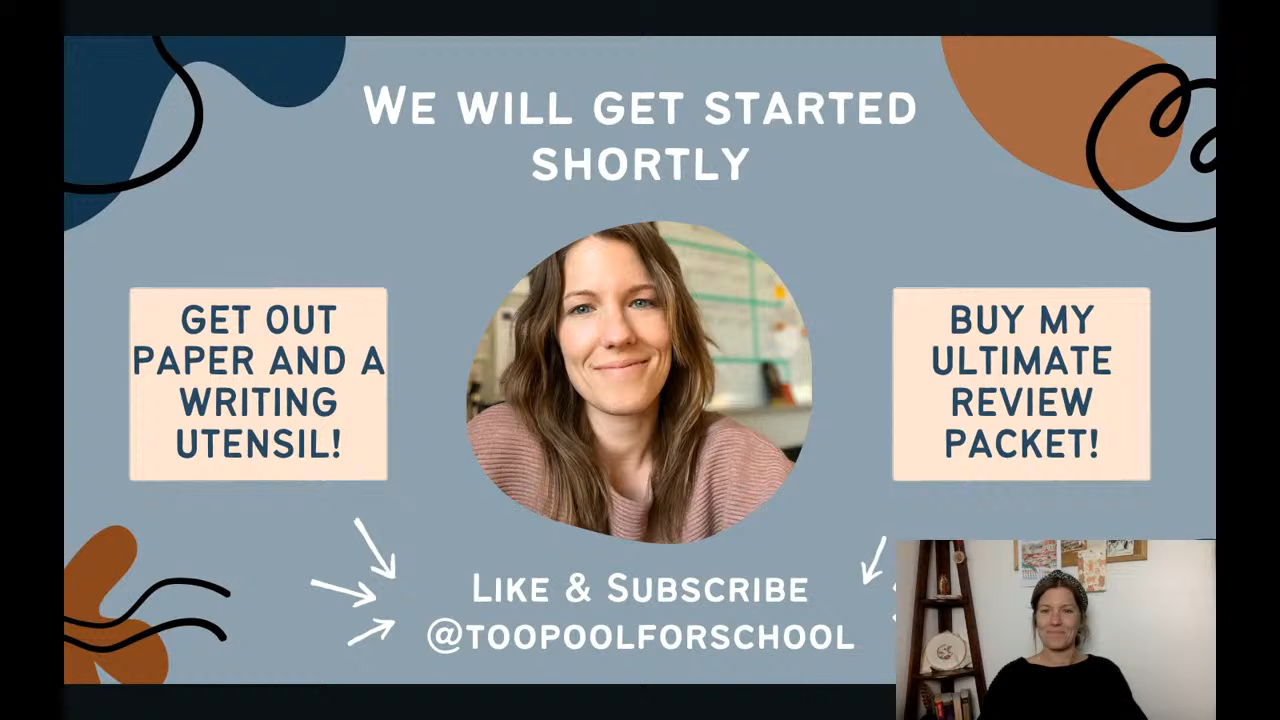 WE WILL GET STARTED
SHORTLY
GET OUT
PAPER AND A
WRITING
UTENSIL!
BUY MY
ULTIMATE
REVIEW
PACKET!
LIKE & SUBSCRIBE
@TOOPOOLFORSCHOOL